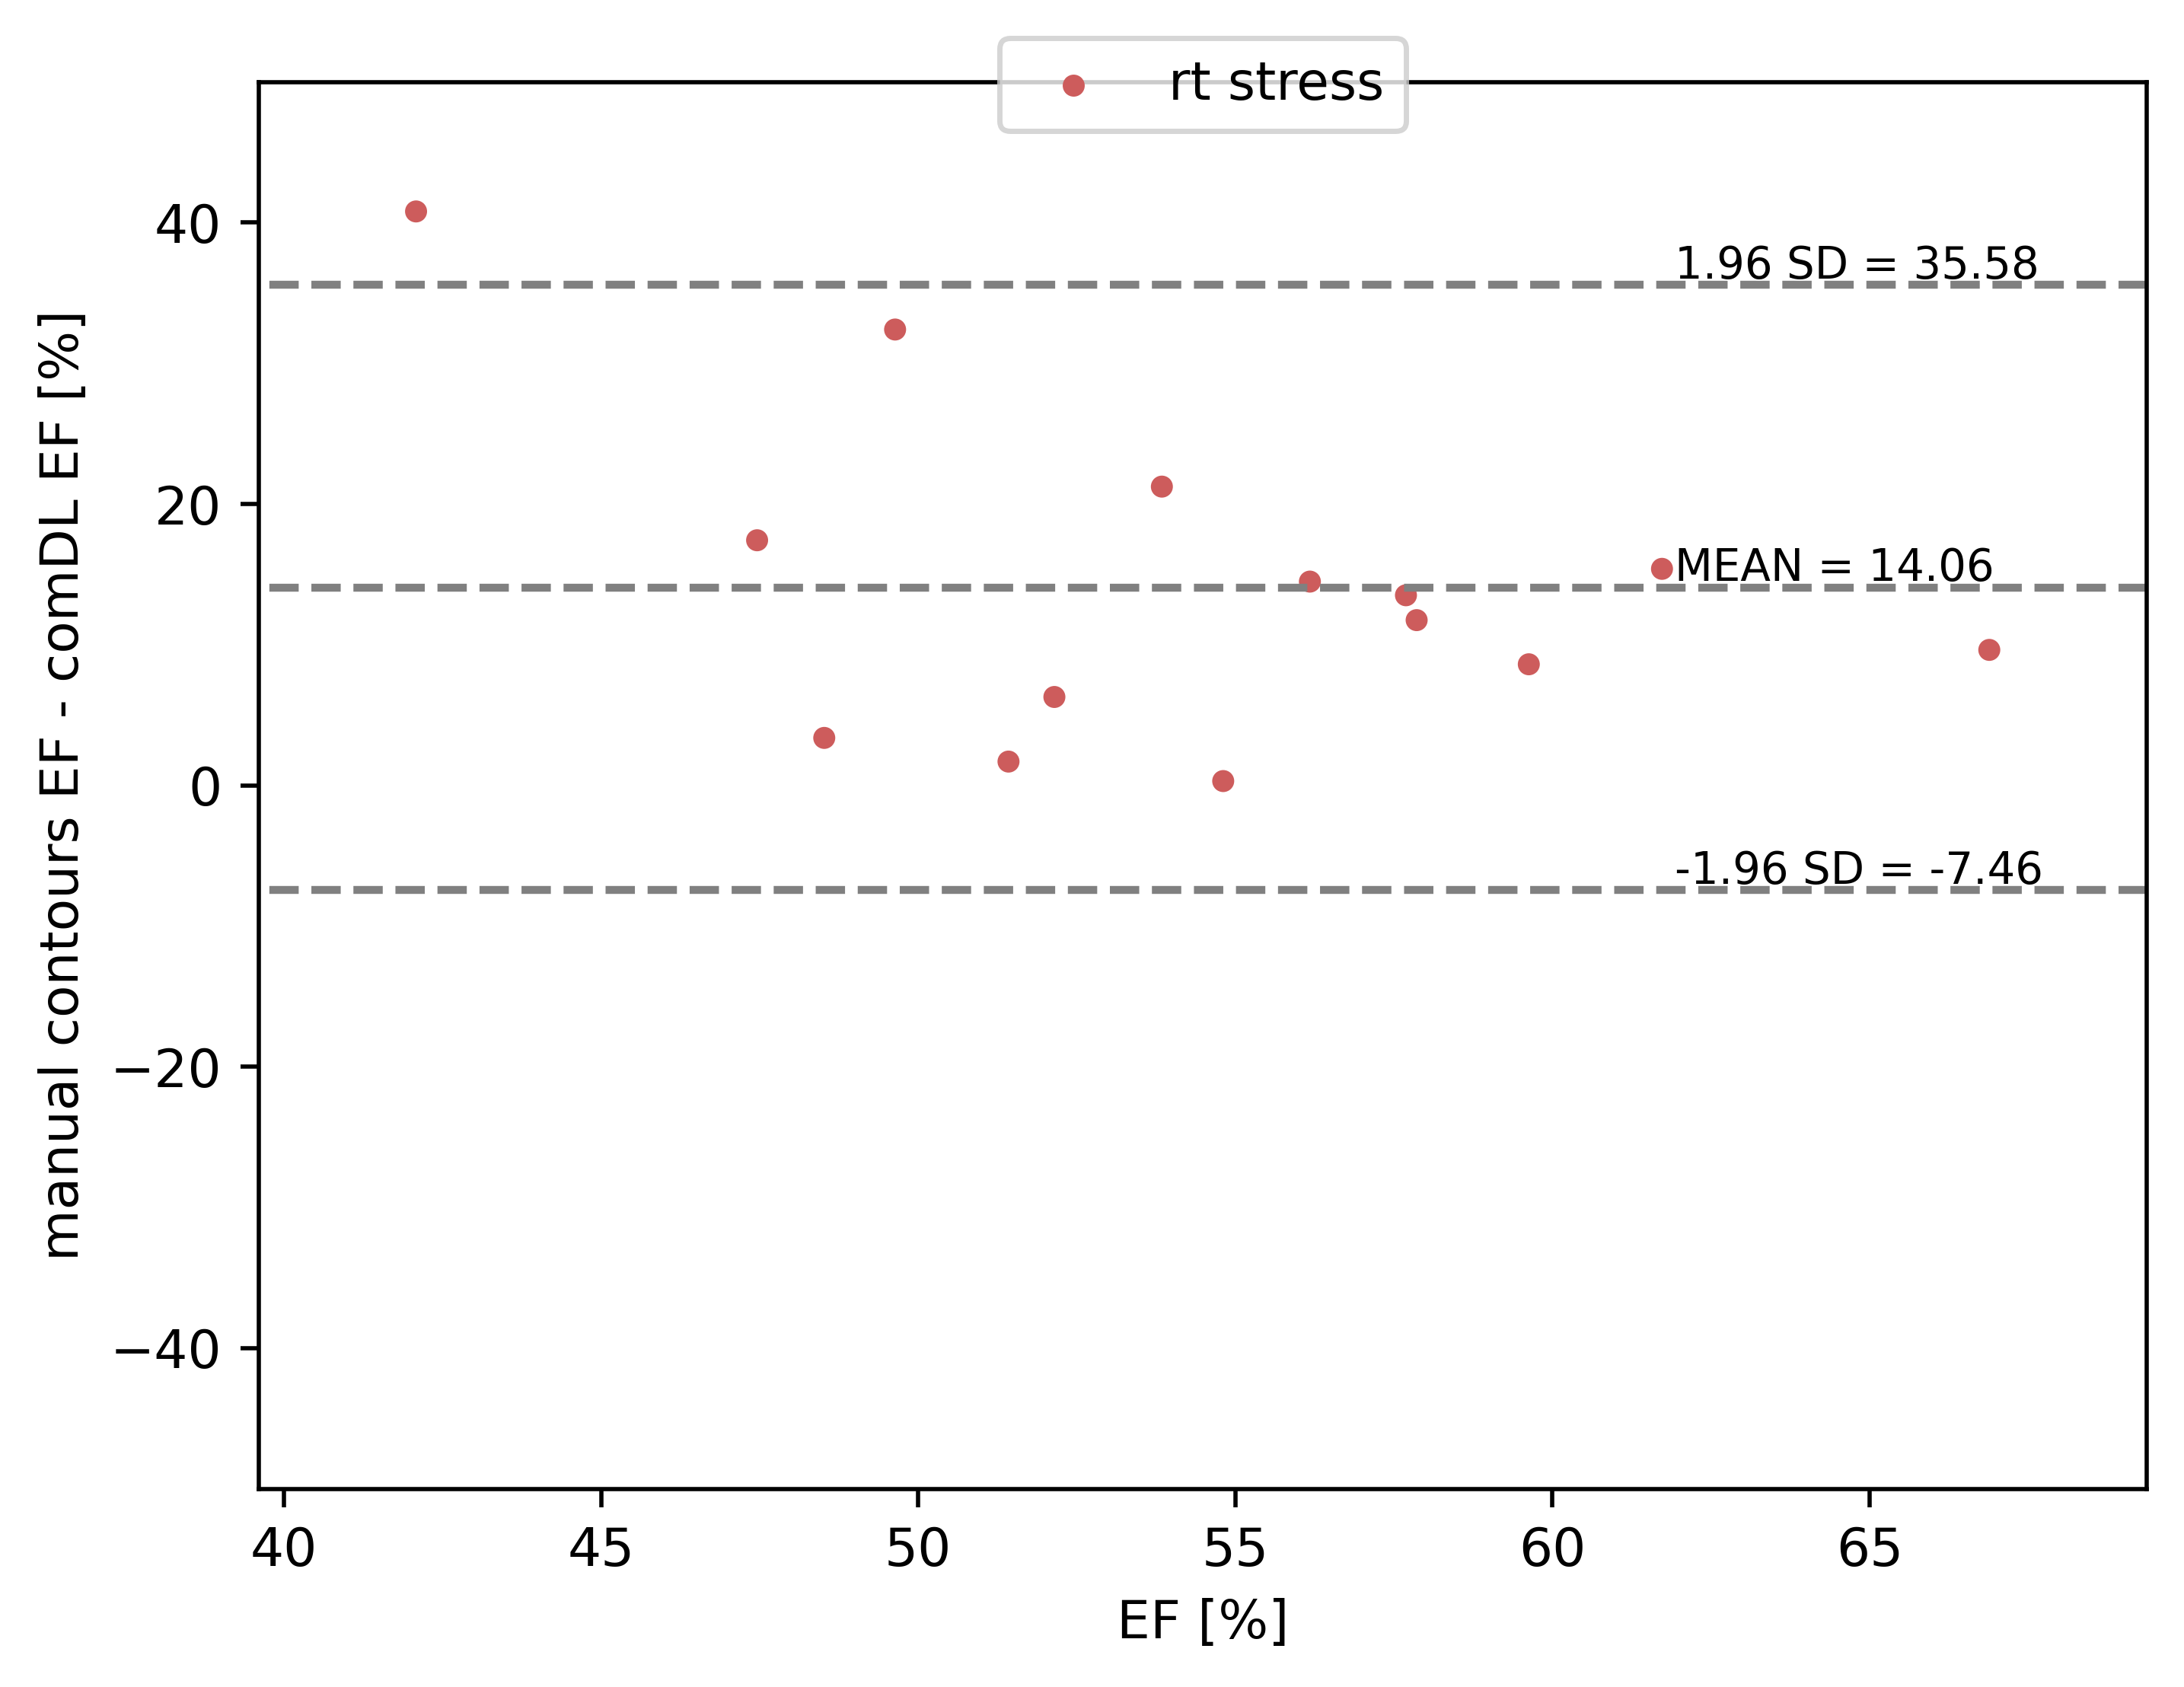 rt stress
manual contours EF - comDL EF [%]
40
20
0
−20
−40
1.96 SD = 35.58
MEAN = 14.06
-1.96 SD = -7.46
40
45
50
55
60
65
EF [%]